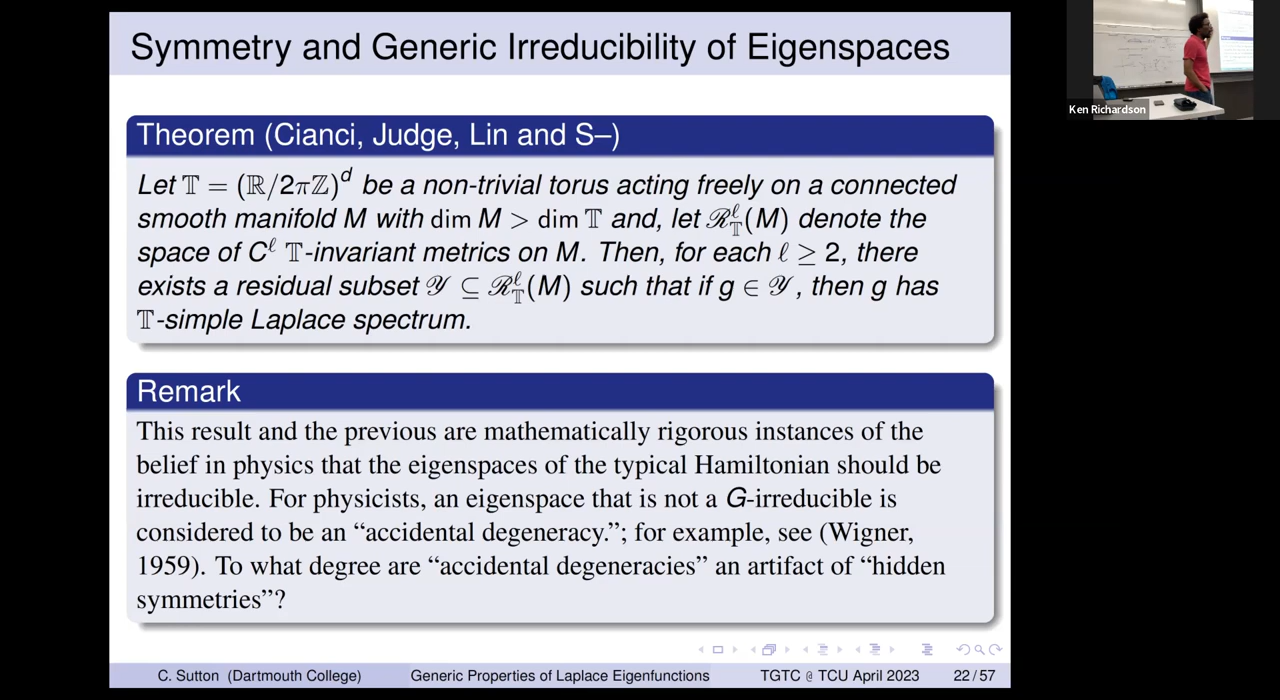 Symmetry and Generic Irreducibility of Eigenspaces
Theorem (Cianci, Judge, Lin and S–)
Let 𝕋 = (ℝ/2πℤ)^d be a non-trivial torus acting freely on a connected
smooth manifold M with dim M > dim 𝕋 and, let ℛ^ℓ_𝕋(M) denote the
space of C^ℓ 𝕋-invariant metrics on M. Then, for each ℓ ≥ 2, there
exists a residual subset 𝒴 ⊆ ℛ^ℓ_𝕋(M) such that if g ∈ 𝒴, then g has
𝕋-simple Laplace spectrum.
Remark
This result and the previous are mathematically rigorous instances of the
belief in physics that the eigenspaces of the typical Hamiltonian should be
irreducible. For physicists, an eigenspace that is not a G-irreducible is
considered to be an “accidental degeneracy.”; for example, see (Wigner,
1959). To what degree are “accidental degeneracies” an artifact of “hidden
symmetries”?
C. Sutton (Dartmouth College) Generic Properties of Laplace Eigenfunctions TGTC @ TCU April 2023 22 / 57
Ken Richardson